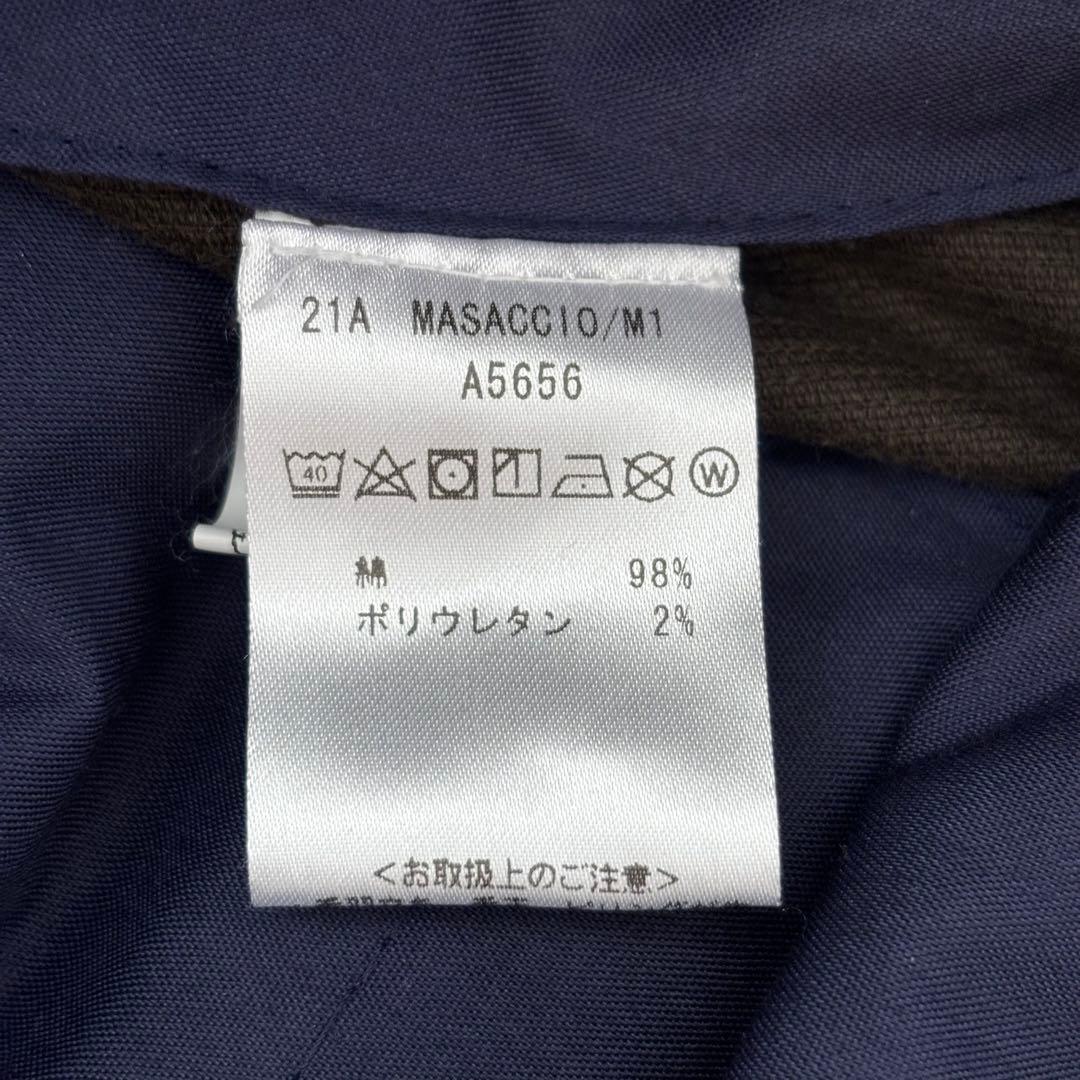 21A MASACCIO/M1
A5656
40 W
綿 98%
ポリウレタン 2%
<お取扱上のご注意>